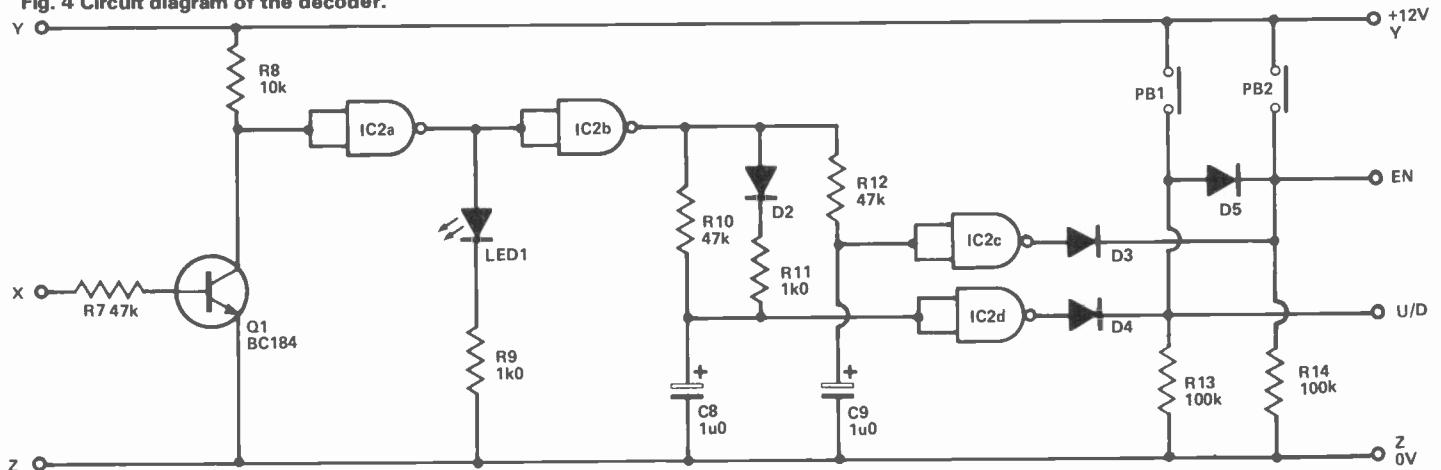 Fig. 4 Circuit diagram of the decoder.
Y
+12V
Y
R8
10k
PB1
PB2
IC2a
IC2b
R12
47k
EN
D2
R10
47k
D5
IC2c
LED1
D3
R11
1k0
X
R7 47k
IC2d
U/D
Q1
BC184
D4
R9
1k0
+
+
R13
100k
R14
100k
C8
1u0
C9
1u0
Z
Z
0V